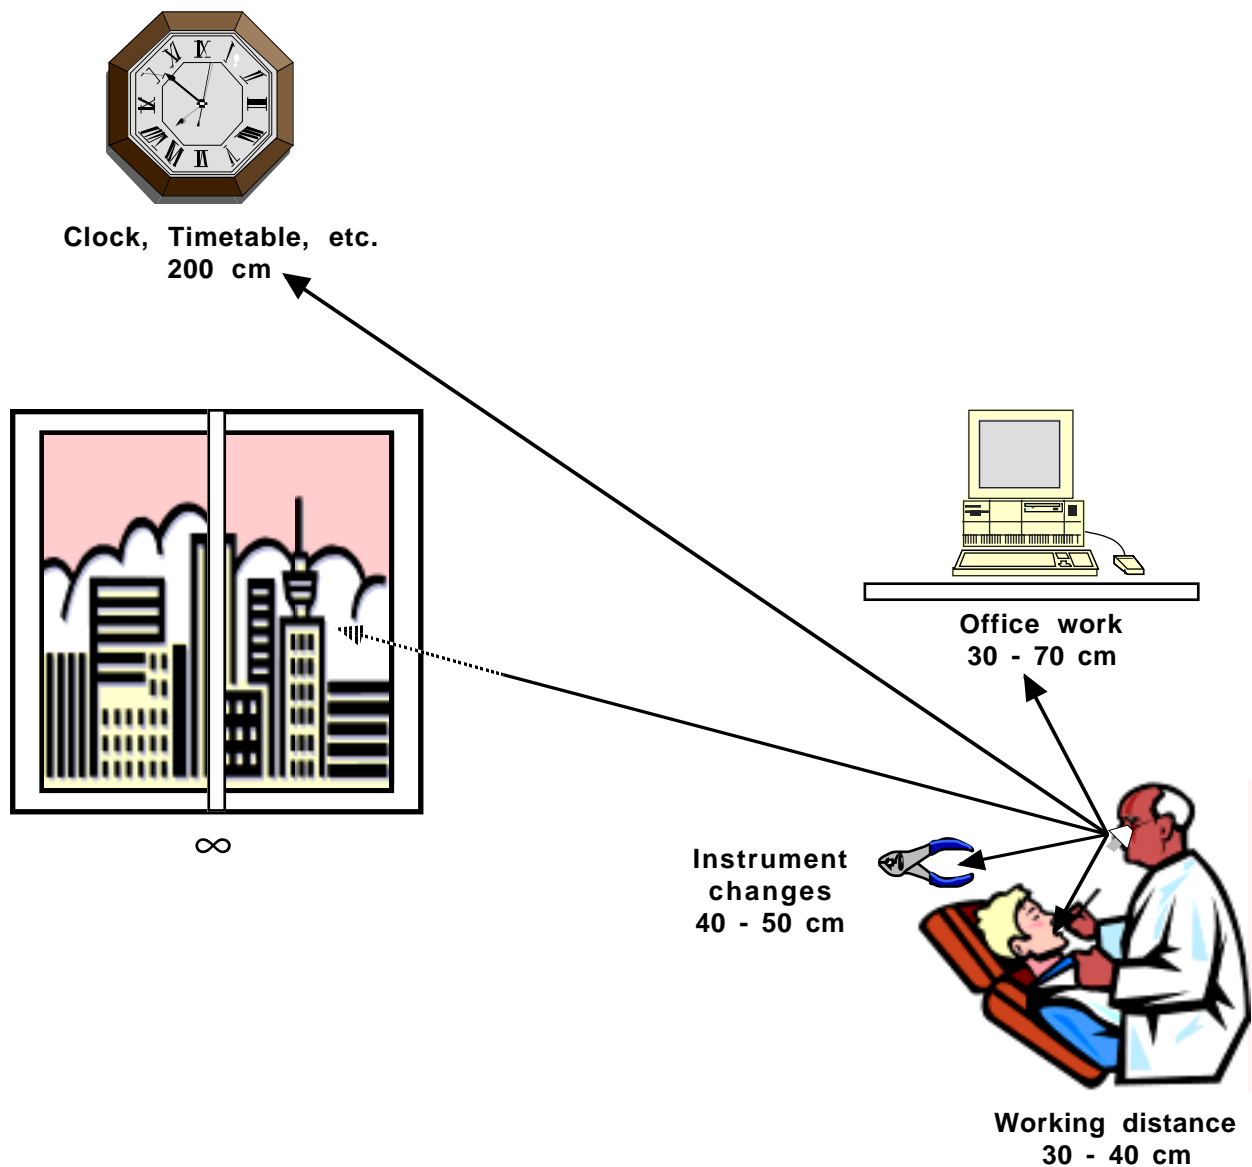 Clock, Timetable, etc.
200 cm
Office work
30 - 70 cm
∞
Instrument
changes
40 - 50 cm
Working distance
30 - 40 cm